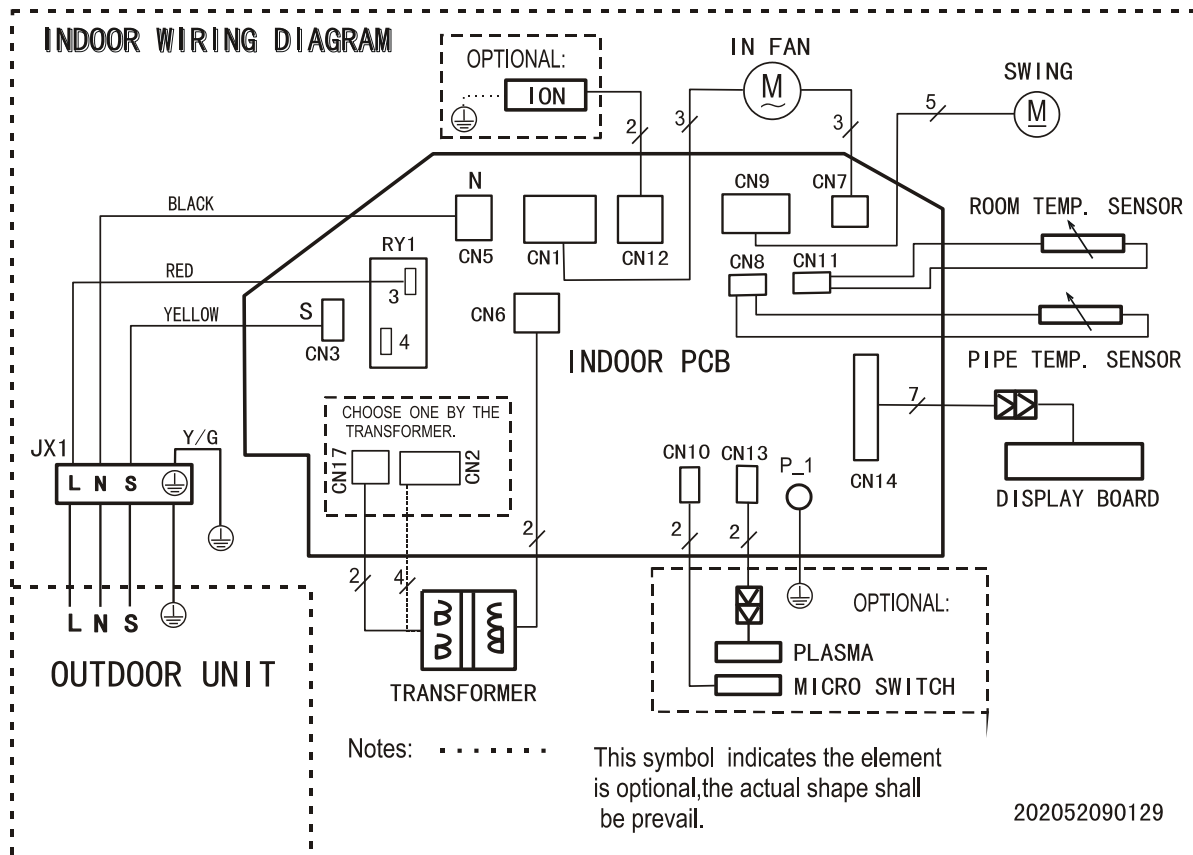 INDOOR WIRING DIAGRAM
OPTIONAL:
ION
2
3
IN FAN
M
3
5
SWING
M
BLACK
N
CN5
CN1
CN12
CN9
CN7
ROOM TEMP. SENSOR
RED
RY1
3
4
CN8
CN11
YELLOW
S
CN3
CN6
INDOOR PCB
PIPE TEMP. SENSOR
CHOOSE ONE BY THE
TRANSFORMER.
CN17
CN2
JX1
Y/G
L N S
7
CN14
DISPLAY BOARD
CN10
CN13
P_1
2
2
2
2
4
L N S
OUTDOOR UNIT
TRANSFORMER
OPTIONAL:
PLASMA
MICRO SWITCH
Notes:
This symbol indicates the element
is optional,the actual shape shall
be prevail.
202052090129